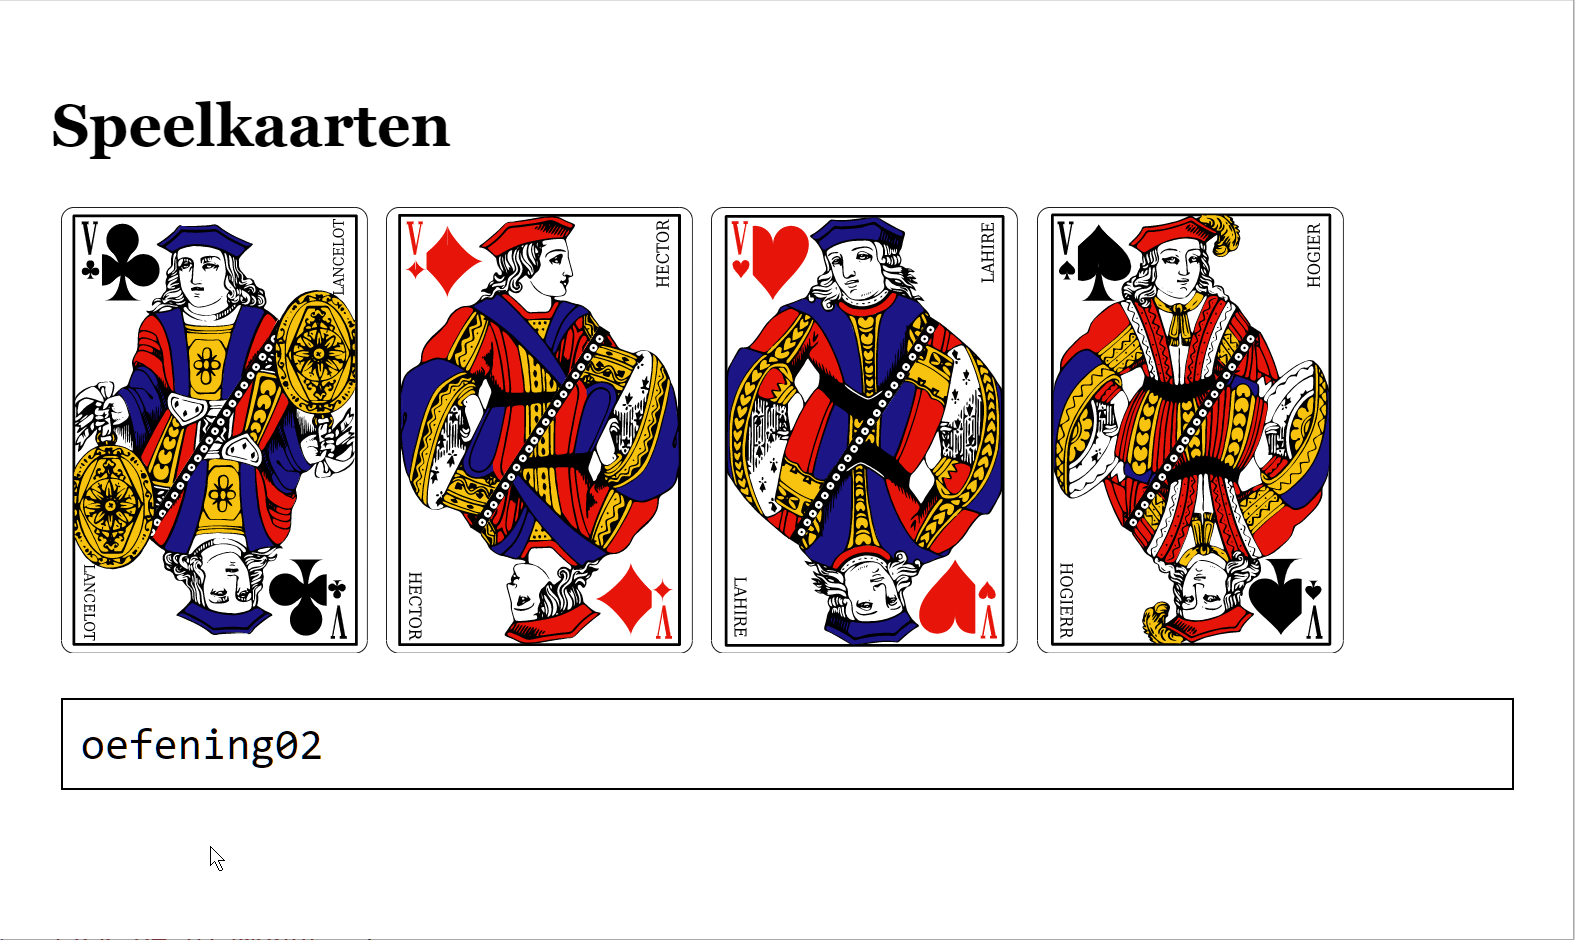 Speelkaarten
V
LANCELOT
V
HECTOR
V
LAHIRE
V
HOGIER
LANCELOT
V
HECTOR
V
LAHIRE
V
HOGIERR
V
oefening02